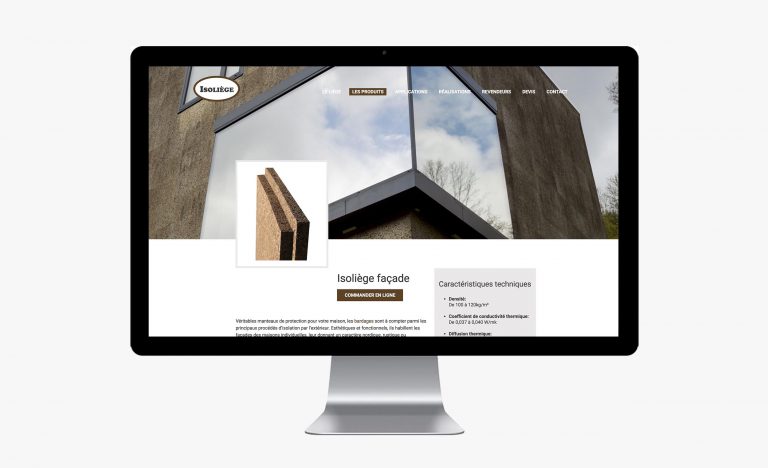 ISOLIÈGE
LE LIÈGE LES PRODUITS APPLICATIONS RÉALISATIONS REVENDEURS DEVIS CONTACT
Isoliège façade
COMMANDER EN LIGNE
Véritables manteaux de protection pour votre maison, les bardages sont à compter parmi les
principaux procédés d'isolation par l'extérieur. Esthétiques et fonctionnels, ils habillent les
façades des maisons individuelles, leur donnant un caractère nordique, rustique ou
Caractéristiques techniques
Densité:
De 100 à 120kg/m³
Coefficient de conductivité thermique:
De 0,037 à 0,040 W/mk
Diffusion thermique: